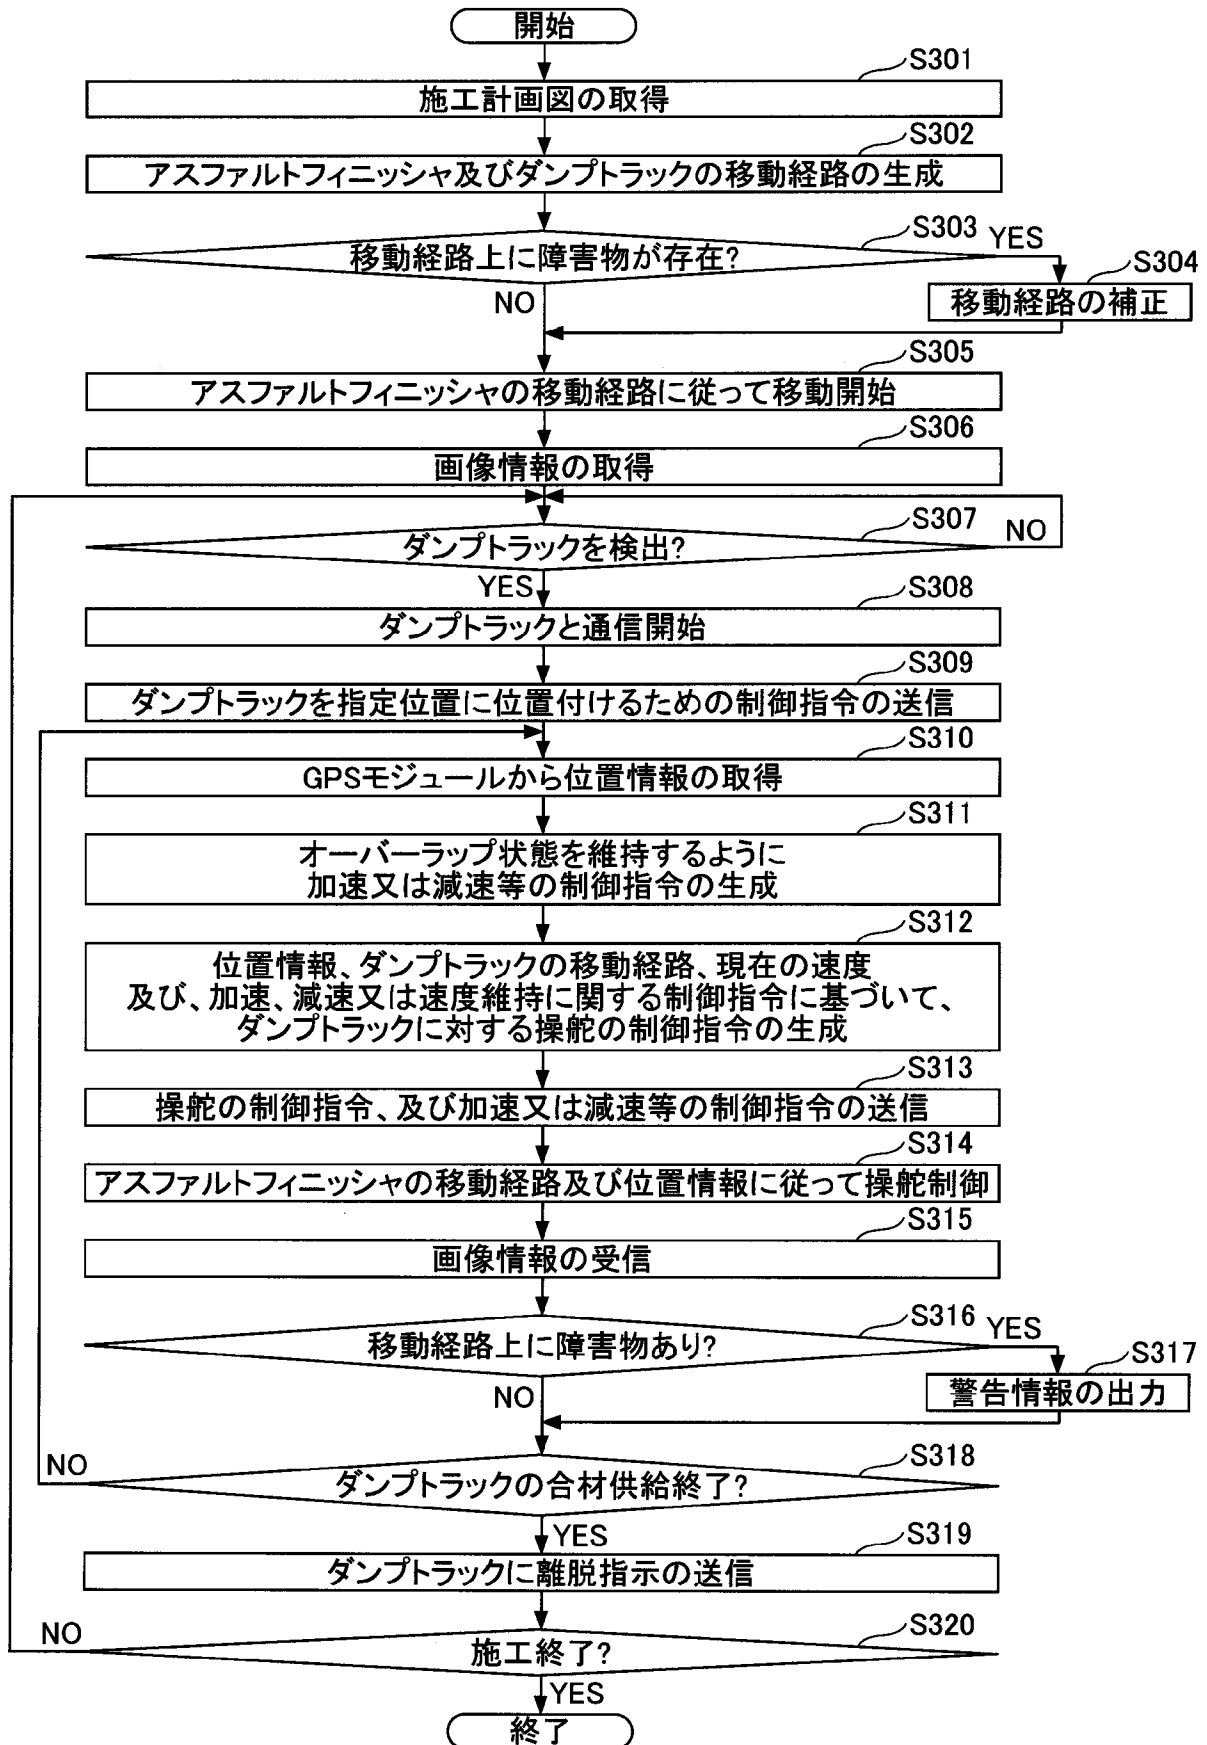 開始
S301
施工計画図の取得
S302
アスファルトフィニッシャ及びダンプトラックの移動経路の生成
S303
移動経路上に障害物が存在?
YES
NO
S304
移動経路の補正
S305
アスファルトフィニッシャの移動経路に従って移動開始
S306
画像情報の取得
S307
ダンプトラックを検出?
NO
YES
S308
ダンプトラックと通信開始
S309
ダンプトラックを指定位置に位置付けるための制御指令の送信
S310
GPSモジュールから位置情報の取得
S311
オーバーラップ状態を維持するように
加速又は減速等の制御指令の生成
S312
位置情報、ダンプトラックの移動経路、現在の速度
及び、加速、減速又は速度維持に関する制御指令に基づいて、
ダンプトラックに対する操舵の制御指令の生成
S313
操舵の制御指令、及び加速又は減速等の制御指令の送信
S314
アスファルトフィニッシャの移動経路及び位置情報に従って操舵制御
S315
画像情報の受信
S316
移動経路上に障害物あり?
YES
NO
S317
警告情報の出力
S318
ダンプトラックの合材供給終了?
NO
YES
S319
ダンプトラックに離脱指示の送信
S320
施工終了?
NO
YES
終了